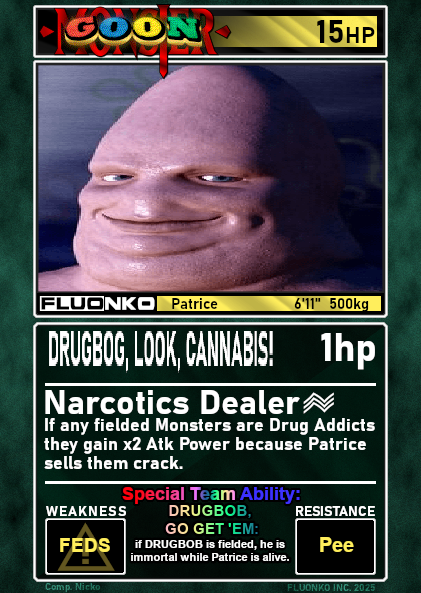 MONSTER
GOON
15HP
FLUONKO Patrice 6'11" 500kg
DRUGBOG, LOOK, CANNABIS! 1hp
Narcotics Dealer
If any fielded Monsters are Drug Addicts
they gain x2 Atk Power because Patrice
sells them crack.
Special Team Ability:
WEAKNESS DRUGBOB, RESISTANCE
GO GET 'EM:
FEDS if DRUGBOB is fielded, he is Pee
immortal while Patrice is alive.
Comp. Nicko FLUONKO INC. 2025